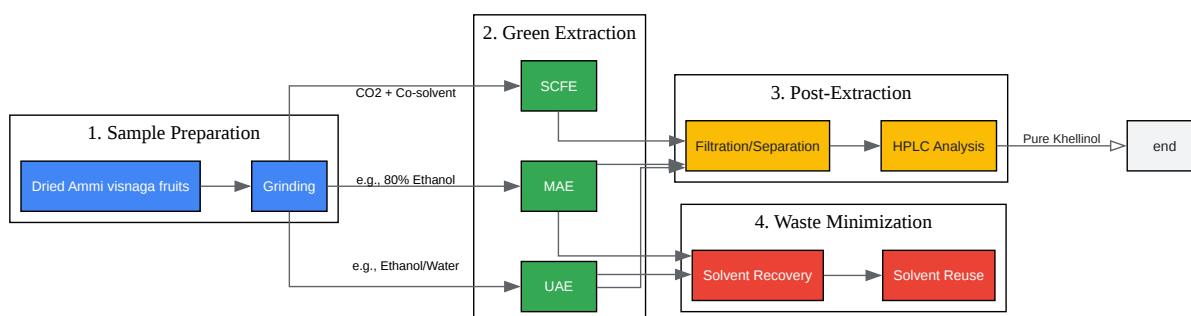 1. Sample Preparation
Dried Ammi visnaga fruits
Grinding
CO2 + Co-solvent
e.g., 80% Ethanol
e.g., Ethanol/Water
2. Green Extraction
SCFE
MAE
UAE
3. Post-Extraction
Filtration/Separation
HPLC Analysis
Pure Khellinol
end
4. Waste Minimization
Solvent Recovery
Solvent Reuse